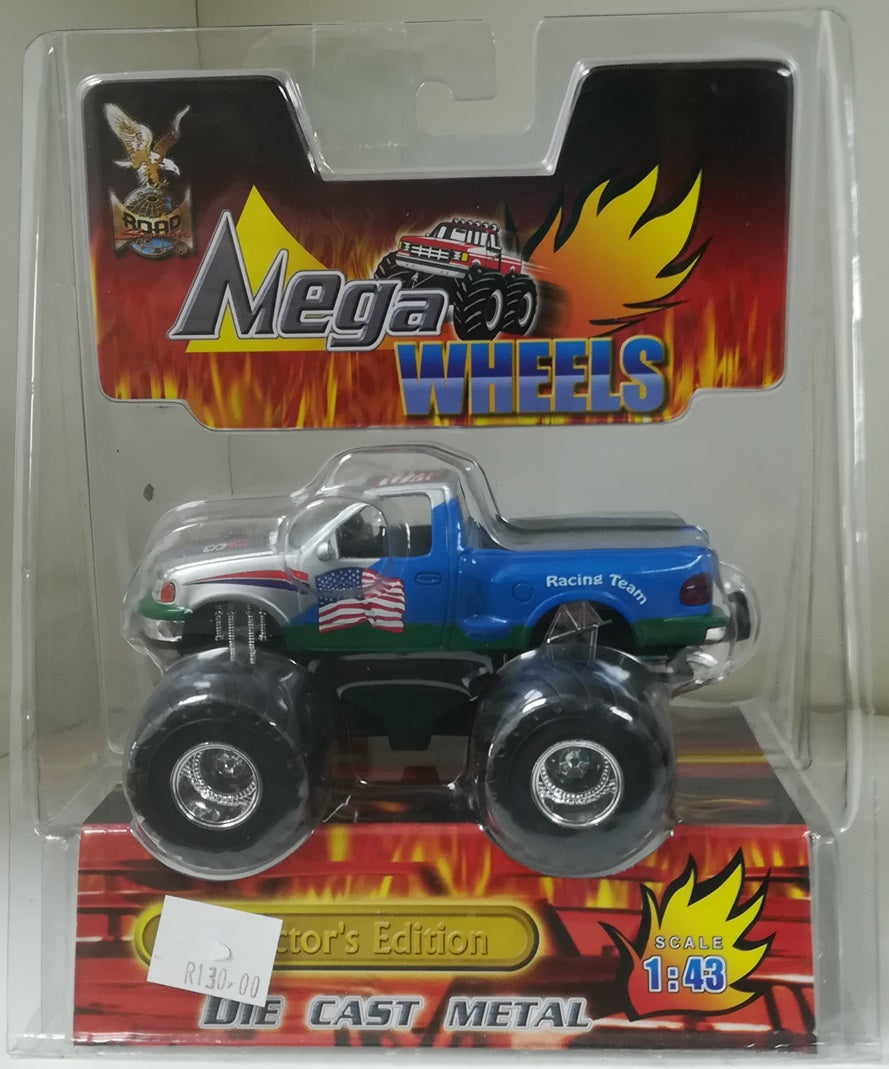 ROAD
Mega
WHEELS
Racing Team
ctor's Edition
R130.00
DIE CAST METAL
SCALE
1:43